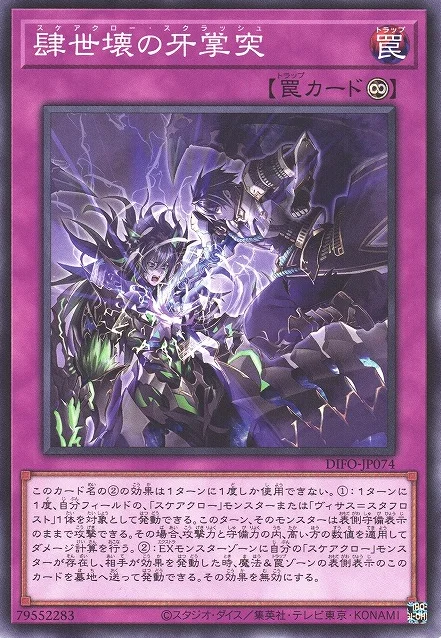 スケアクロー・スクラッシュ
肆世壊の牙掌突
トラップ
罠
【罠カード∞】
DIFO-JP074
このカード名の②の効果は1ターンに1度しか使用できない。①:1ターンに
1度、自分フィールドの、「スケアクロー」モンスターまたは「ヴィサス=スタフロ
スト」1体を対象として発動できる。このターン、そのモンスターは表側守備表示
のままで攻撃できる。その場合、攻撃力と守備力の内、高い方の数値を適用して
ダメージ計算を行う。②:EXモンスターゾーンに自分の「スケアクロー」モンス
ターが存在し、相手が効果を発動した時、魔法&罠ゾーンの表側表示のこの
カードを墓地へ送って発動できる。その効果を無効にする。
79552283
©スタジオ・ダイス/集英社・テレビ東京・KONAMI